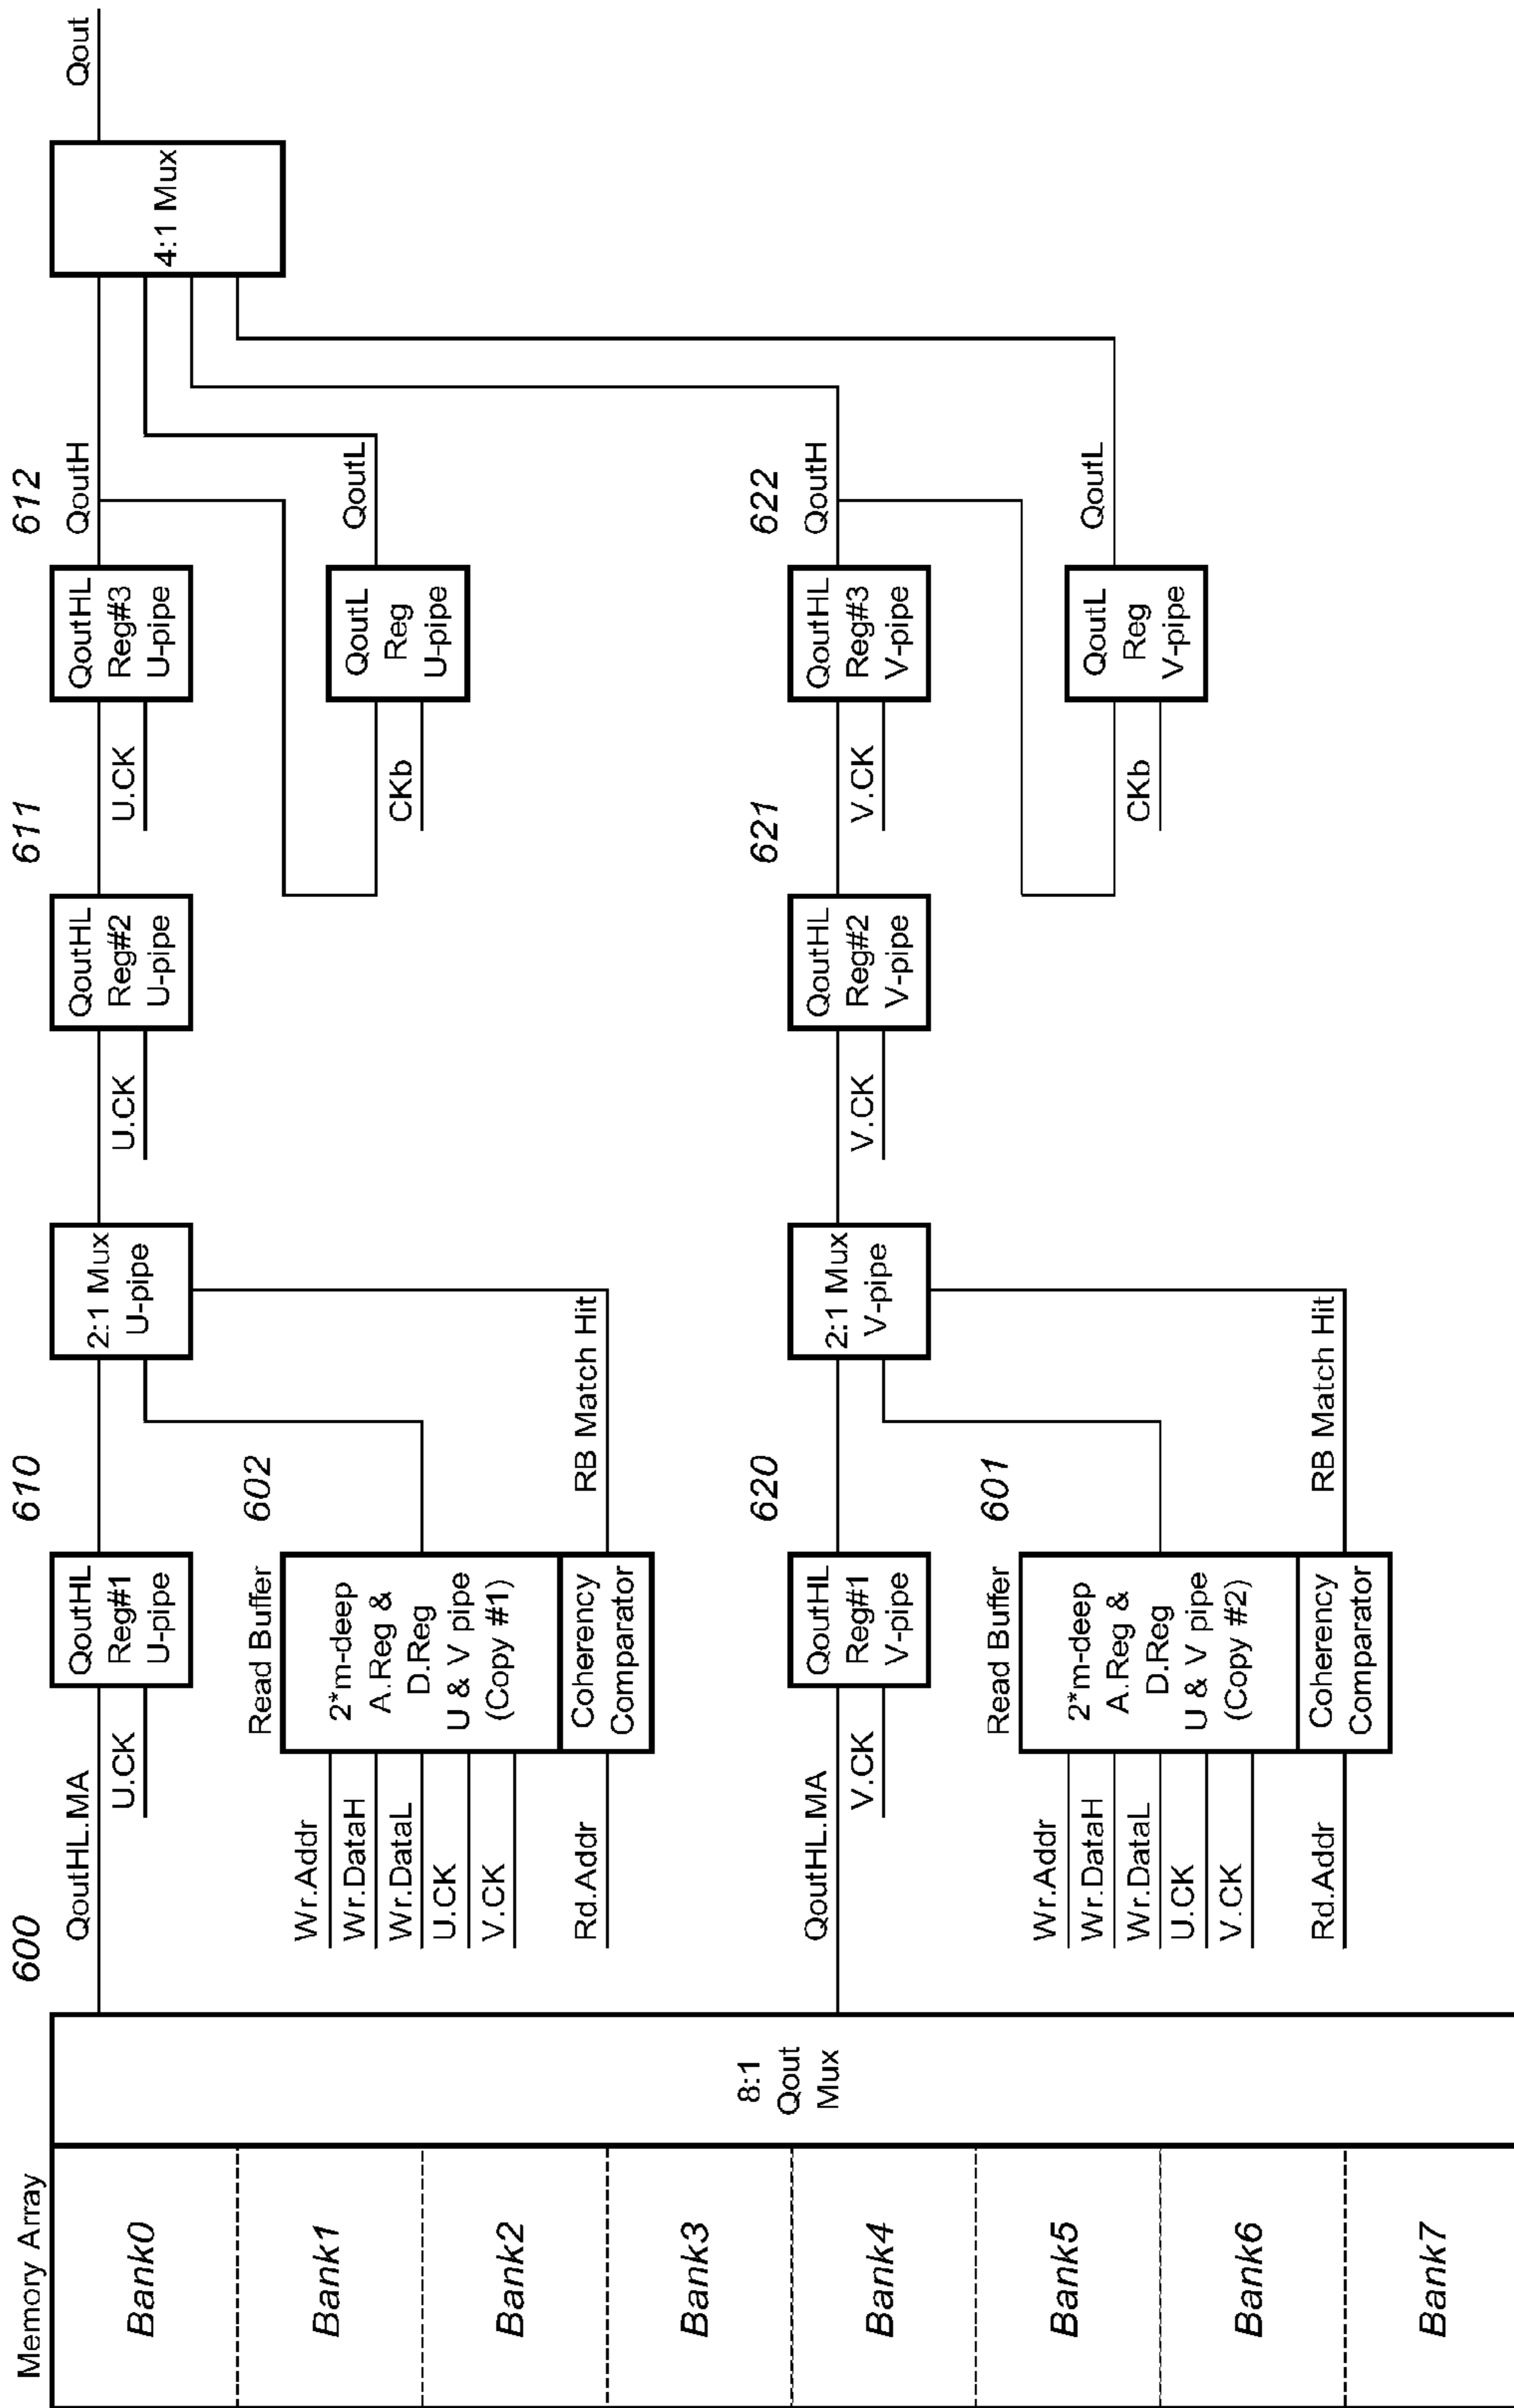 Memory Array
Bank0
Bank1
Bank2
Bank3
Bank4
Bank5
Bank6
Bank7
8:1
Qout
Mux
600
QoutHL.MA
U.CK
610
QoutHL
Reg#1
U-pipe
Wr.Addr
Wr.DataH
Wr.DataL
U.CK
V.CK
Rd.Addr
Read Buffer
602
2*m-deep
A.Reg &
D.Reg
U & V pipe
(Copy #1)
Coherency
Comparator
RB Match Hit
2:1 Mux
U-pipe
U.CK
611
QoutHL
Reg#2
U-pipe
U.CK
612
QoutHL
Reg#3
U-pipe
QoutH
CKb
QoutL
Reg
U-pipe
QoutL
4:1 Mux
Qout
QoutHL.MA
V.CK
620
QoutHL
Reg#1
V-pipe
Wr.Addr
Wr.DataH
Wr.DataL
U.CK
V.CK
Rd.Addr
Read Buffer
601
2*m-deep
A.Reg &
D.Reg
U & V pipe
(Copy #2)
Coherency
Comparator
RB Match Hit
2:1 Mux
V-pipe
V.CK
621
QoutHL
Reg#2
V-pipe
V.CK
622
QoutHL
Reg#3
V-pipe
QoutH
CKb
QoutL
Reg
V-pipe
QoutL